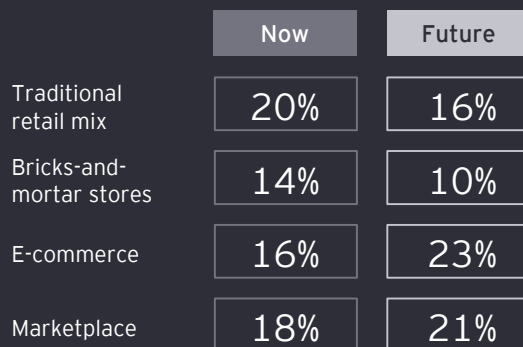 Now Future
Traditional
retail mix
20% 16%
Bricks-and-
mortar stores
14% 10%
E-commerce 16% 23%
Marketplace 18% 21%